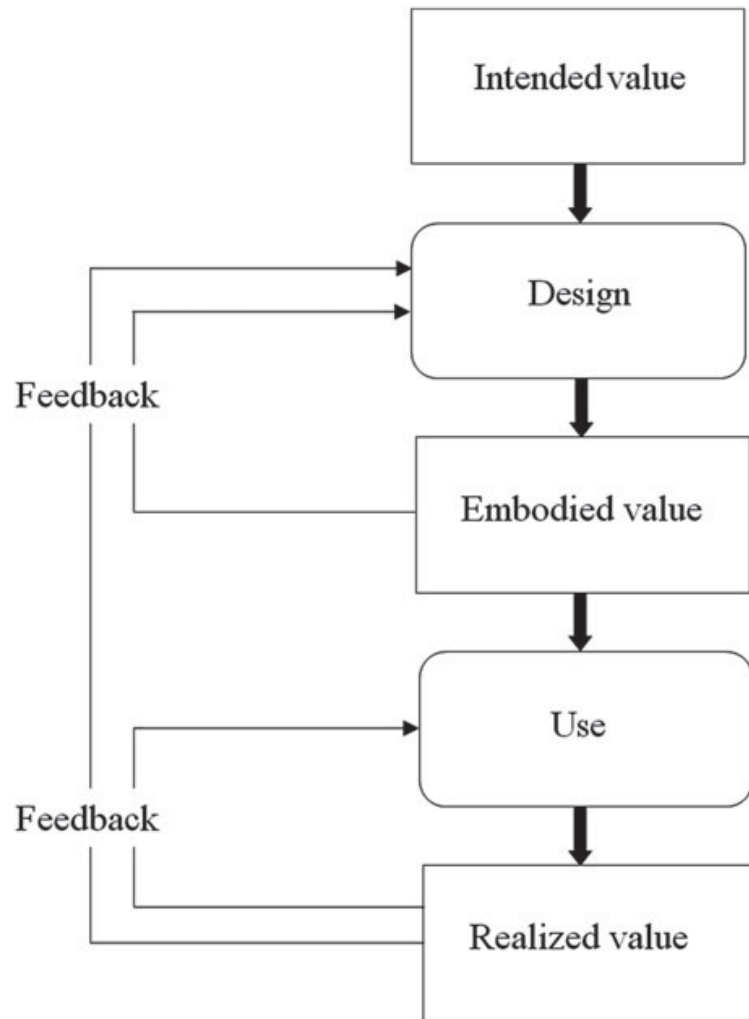 Intended value
Design
Feedback
Embodied value
Use
Feedback
Realized value